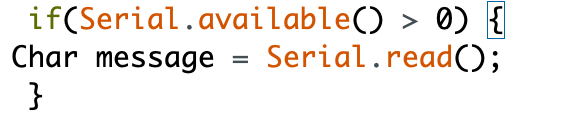 if(Serial.available() > 0) {
Char message = Serial.read();
}